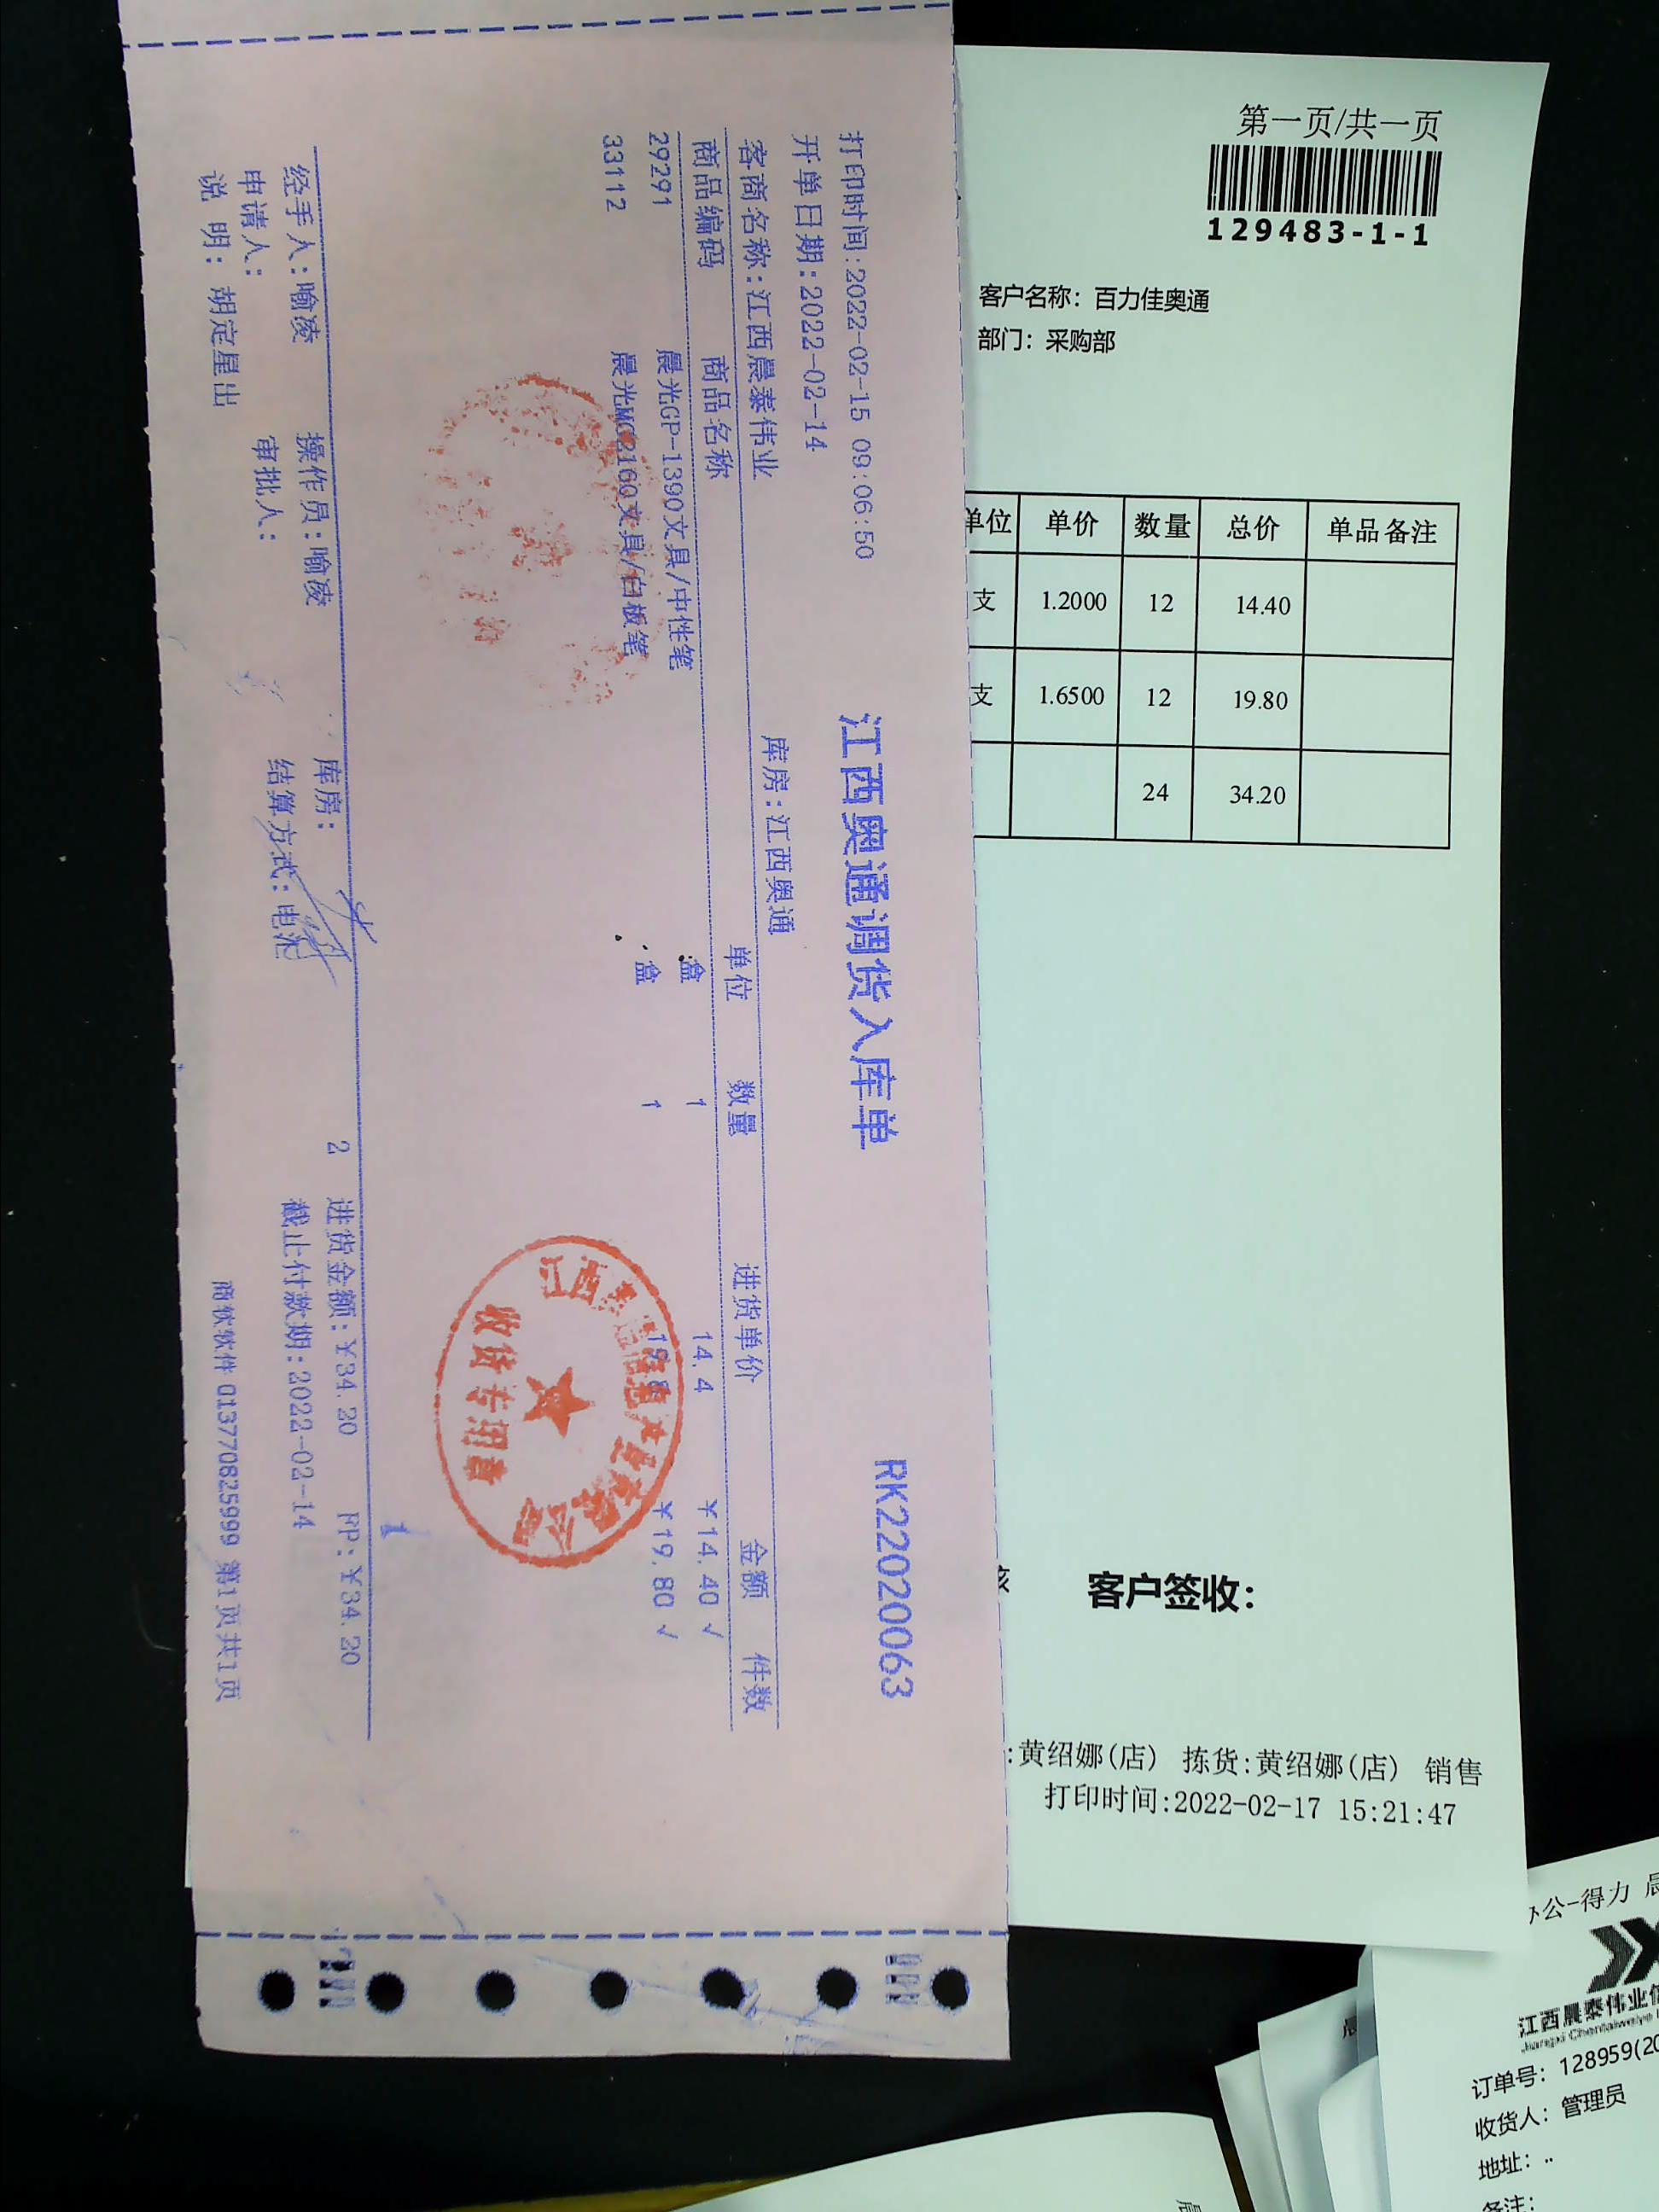 江西奥通调货入库单
RK22020063
打印时间:2022-02-15 09:06:50
开单日期:2022-02-14
客商名称:江西晨泰伟业 库房:江西奥通
商品编码 商品名称 单位 数量 进货单价 金额 件数
29291 晨光GP-1390文具/中性笔 盒 1 14.4 ¥14.40 √
33112 晨光MG2160文具/白板笔 盒 1 19.8 ¥19.80 √
收货专用章
经手人:喻凌 操作员:喻凌 库房: 2 进货金额:¥34.20 FP:¥34.20
申请人: 审批人: 结算方式:电汇 截止付款期:2022-02-14
说 明: 胡定星出
商软软件 013770825999 第1页共1页
第一页/共一页
129483-1-1
客户名称: 百力佳奥通
部门: 采购部
单位 单价 数量 总价 单品备注
支 1.2000 12 14.40
支 1.6500 12 19.80
24 34.20
客户签收:
:黄绍娜(店) 拣货:黄绍娜(店) 销售
打印时间:2022-02-17 15:21:47
办公-得力 晨
江西晨泰伟业信
订单号: 128959(20
收货人: 管理员
地址: ..
备注: